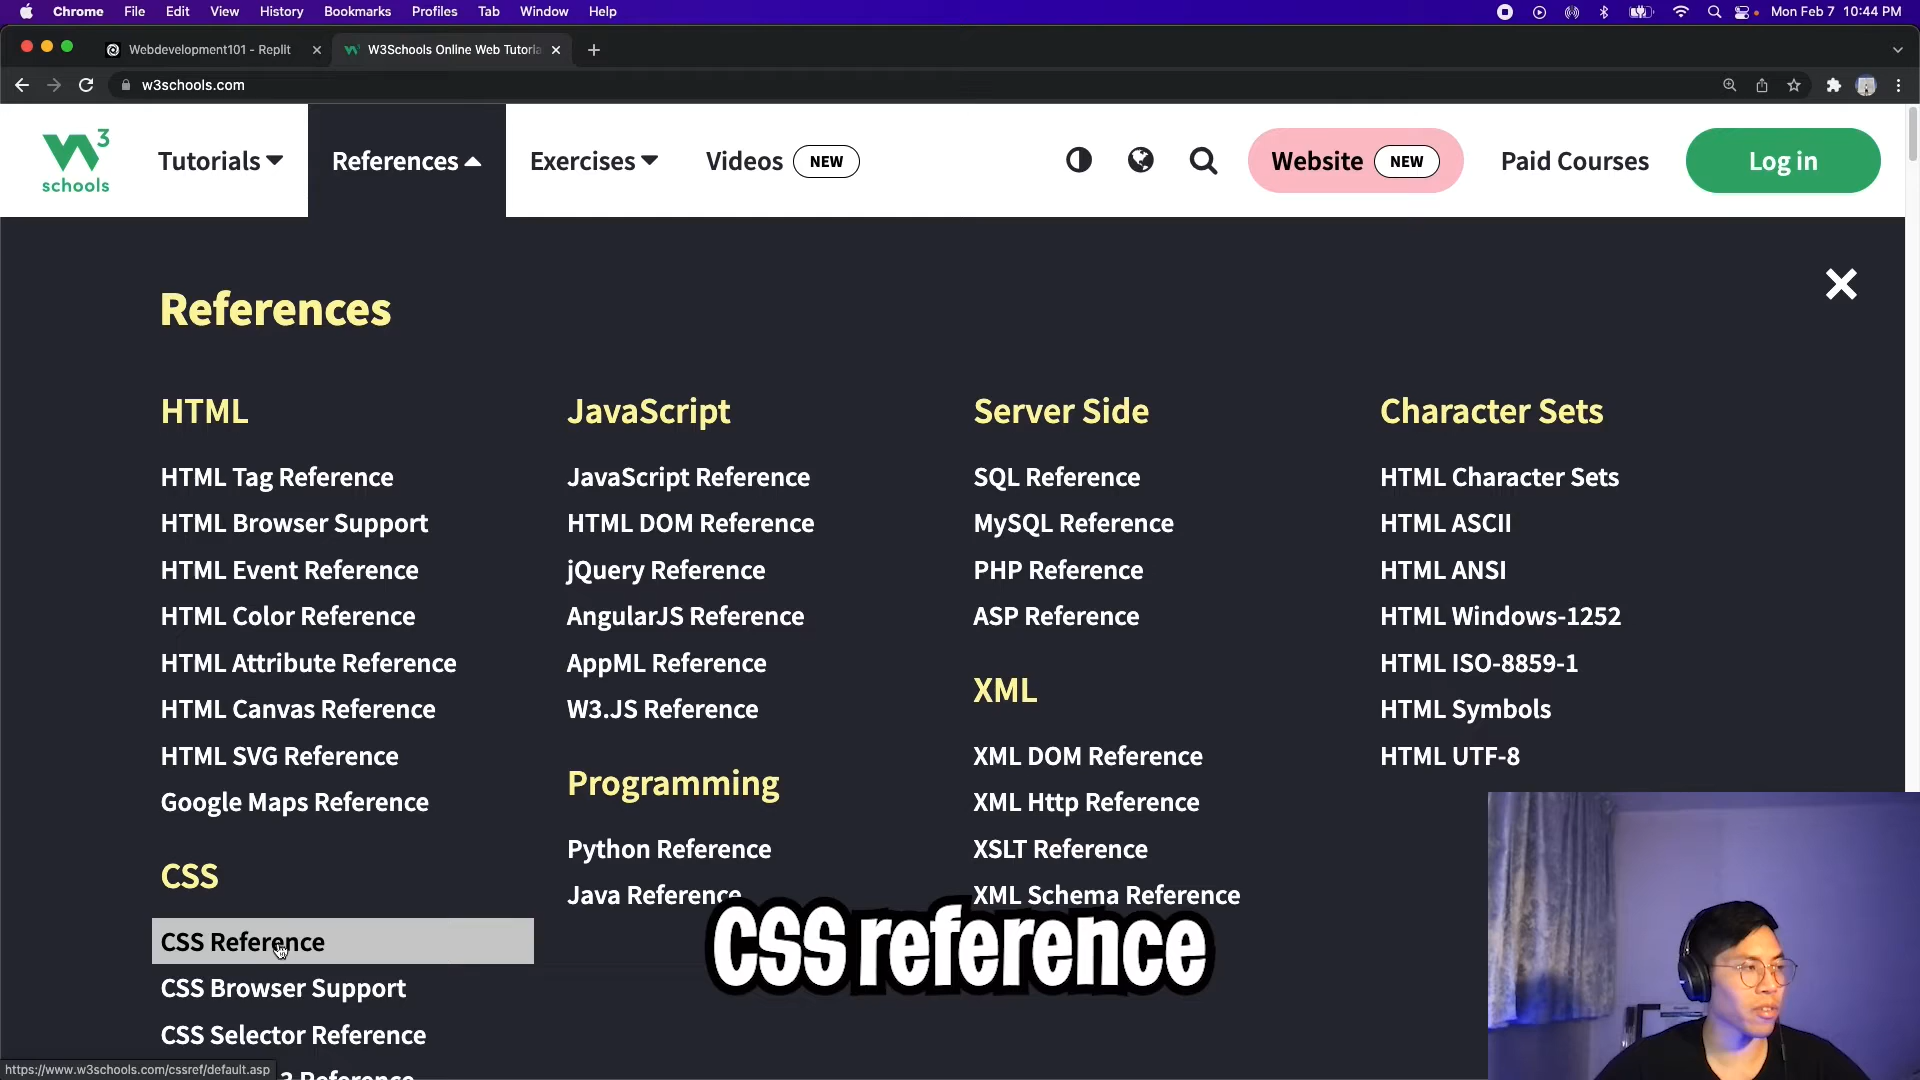 Chrome File Edit View History Bookmarks Profiles Tab Window Help Mon Feb 7 10:44 PM
Webdevelopment101 - Replit W3Schools Online Web Tutoria
w3schools.com
W3 schools Tutorials References Exercises Videos NEW Website NEW Paid Courses Log in
References
HTML
HTML Tag Reference
HTML Browser Support
HTML Event Reference
HTML Color Reference
HTML Attribute Reference
HTML Canvas Reference
HTML SVG Reference
Google Maps Reference
CSS
CSS Reference
CSS Browser Support
CSS Selector Reference
3 Reference
JavaScript
JavaScript Reference
HTML DOM Reference
jQuery Reference
AngularJS Reference
AppML Reference
W3.JS Reference
Programming
Python Reference
Java Reference
Server Side
SQL Reference
MySQL Reference
PHP Reference
ASP Reference
XML
XML DOM Reference
XML Http Reference
XSLT Reference
XML Schema Reference
Character Sets
HTML Character Sets
HTML ASCII
HTML ANSI
HTML Windows-1252
HTML ISO-8859-1
HTML Symbols
HTML UTF-8
CSS reference
https://www.w3schools.com/cssref/default.asp